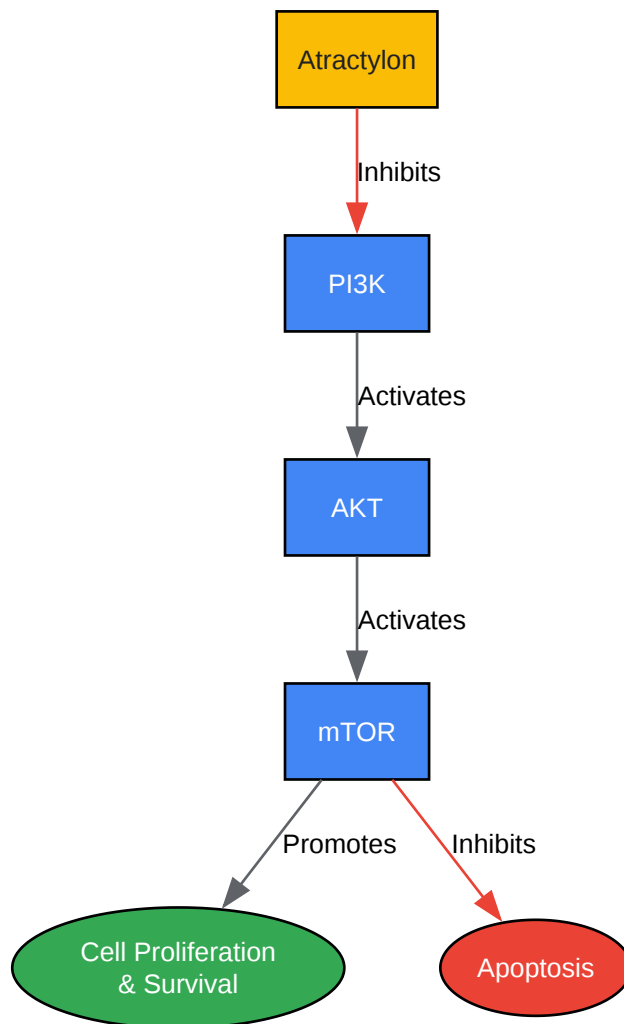 Atractylon
Inhibits
PI3K
Activates
AKT
Activates
mTOR
Promotes
Inhibits
Cell Proliferation
& Survival
Apoptosis